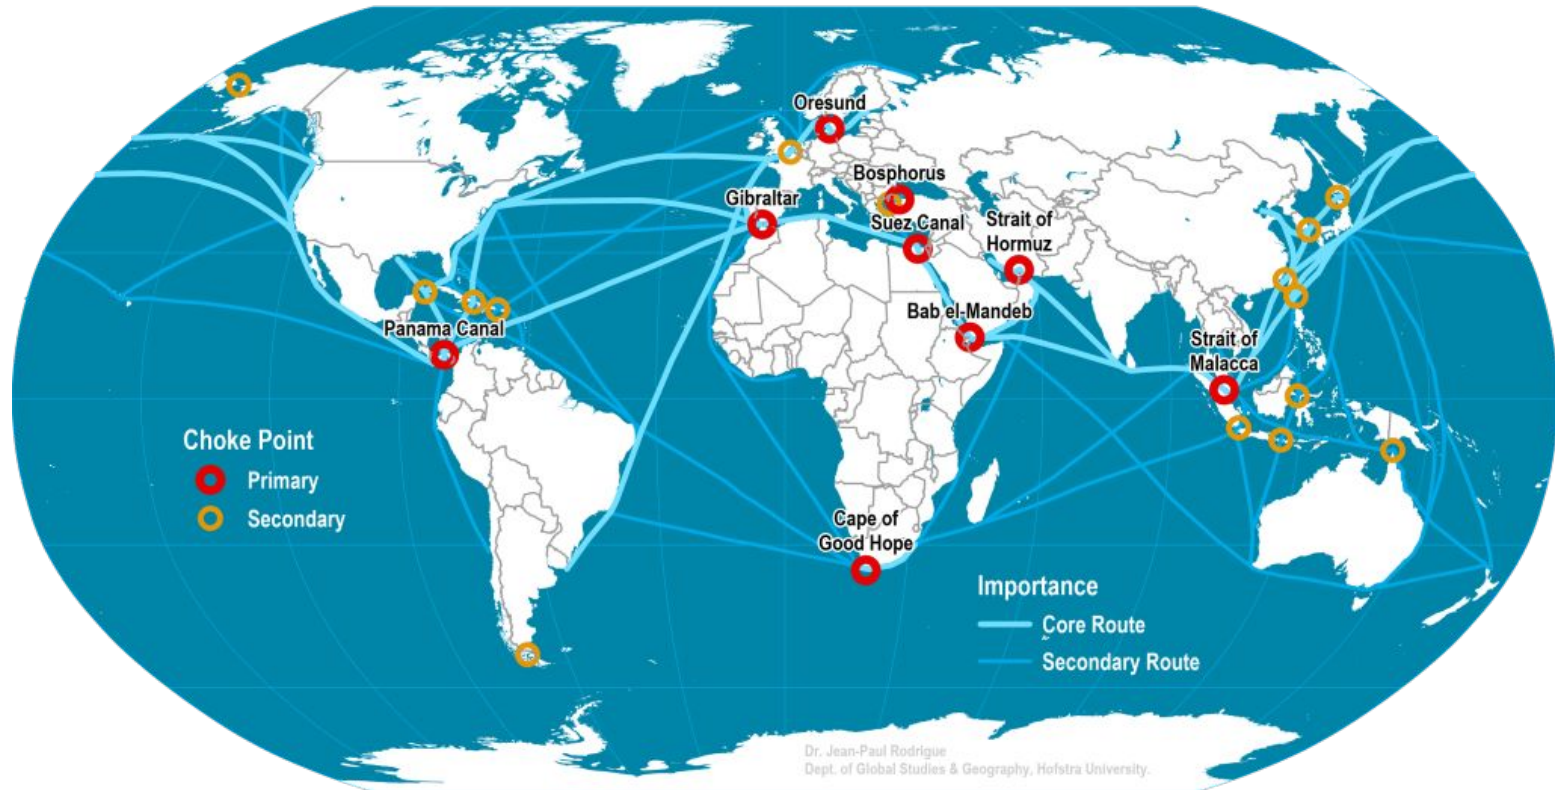 Oresund
Bosphorus
Gibraltar
Suez Canal
Strait of
Hormuz
Bab el-Mandeb
Panama Canal
Strait of
Malacca
Choke Point
Primary
Secondary
Cape of
Good Hope
Importance
Core Route
Secondary Route
Dr. Jean-Paul Rodrigue
Dept. of Global Studies & Geography, Hofstra University.